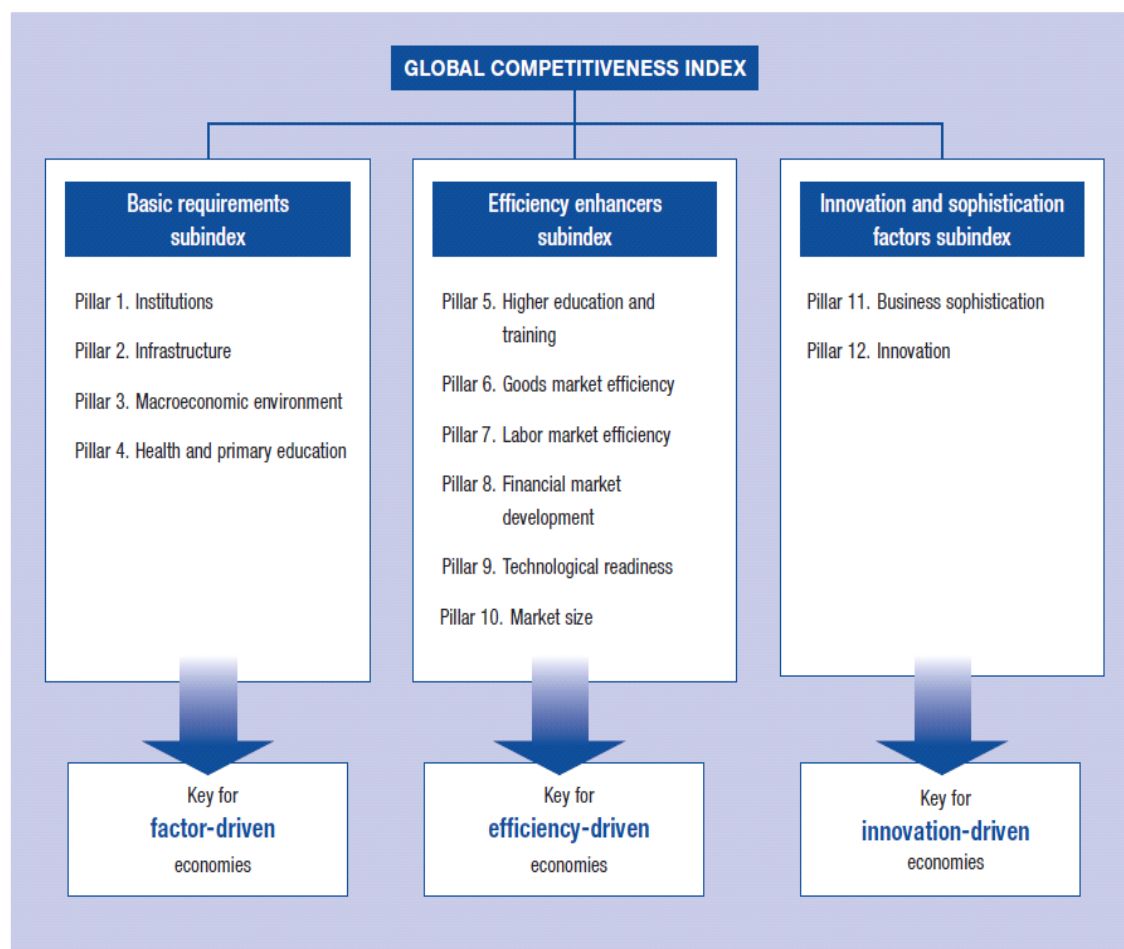 GLOBAL COMPETITIVENESS INDEX
Basic requirements
subindex
Pillar 1. Institutions
Pillar 2. Infrastructure
Pillar 3. Macroeconomic environment
Pillar 4. Health and primary education
Key for
factor-driven
economies
Efficiency enhancers
subindex
Pillar 5. Higher education and
training
Pillar 6. Goods market efficiency
Pillar 7. Labor market efficiency
Pillar 8. Financial market
development
Pillar 9. Technological readiness
Pillar 10. Market size
Key for
efficiency-driven
economies
Innovation and sophistication
factors subindex
Pillar 11. Business sophistication
Pillar 12. Innovation
Key for
innovation-driven
economies